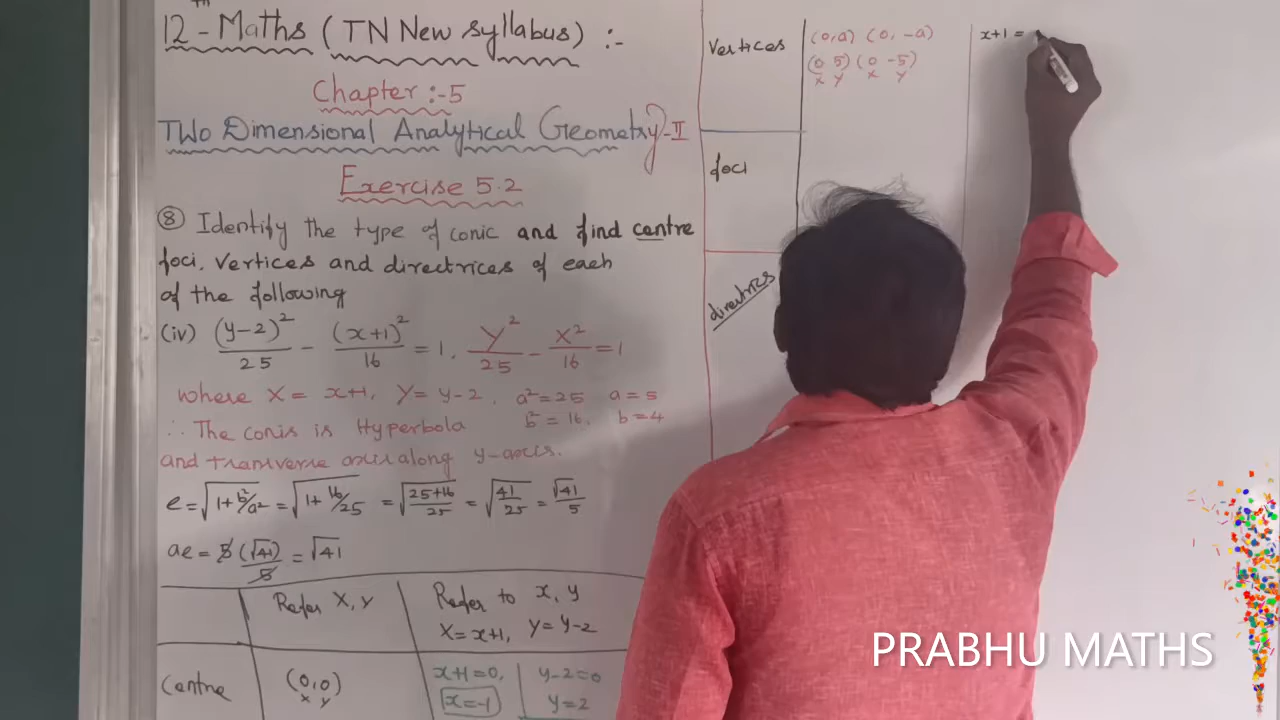 12th - Maths (TN New syllabus) :-
Chapter :- 5
Two Dimensional Analytical Geometry - II
Exercise 5.2
⑧ Identify the type of conic and find centre
foci, vertices and directrices of each
of the following
(iv) (y-2)²/25 - (x+1)²/16 = 1, Y²/25 - X²/16 = 1
where X = x+1, Y = y-2, a²=25 a=5
∴ The conis is Hyperbola b²=16, b=4
and tranverse axis along y-axis.
e = √(1+b²/a²) = √(1+16/25) = √((25+16)/25) = √(41/25) = √41/5
ae = 5(√41)/5 = √41
Refer X, y
Refer to x, y
X = x+1, Y = y-2
Centre
(0,0)
x y
x+1=0,
x=-1
y-2=0
y=2
vertices
(0,a) (0,-a)
(0 5) (0 -5)
x y x y
x+1 =
foci
directrics
PRABHU MATHS